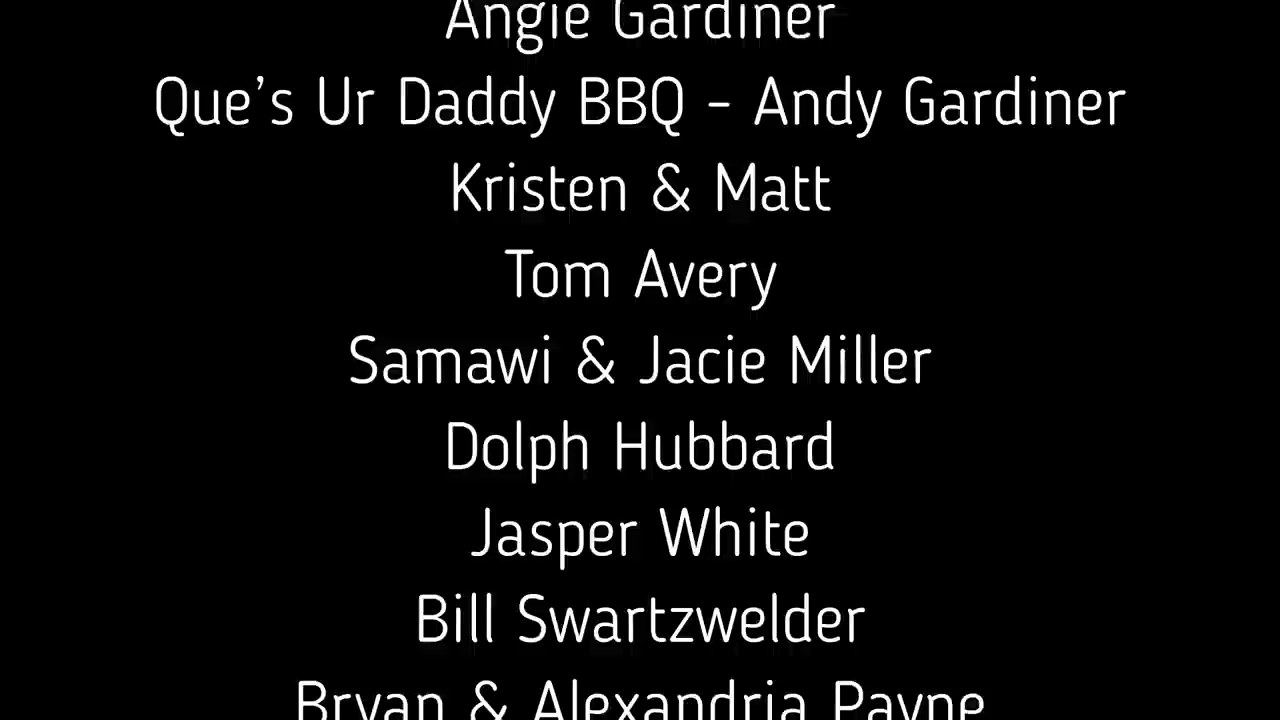 Angie Gardiner
Que's Ur Daddy BBQ - Andy Gardiner
Kristen & Matt
Tom Avery
Samawi & Jacie Miller
Dolph Hubbard
Jasper White
Bill Swartzwelder
Bryan & Alexandria Payne